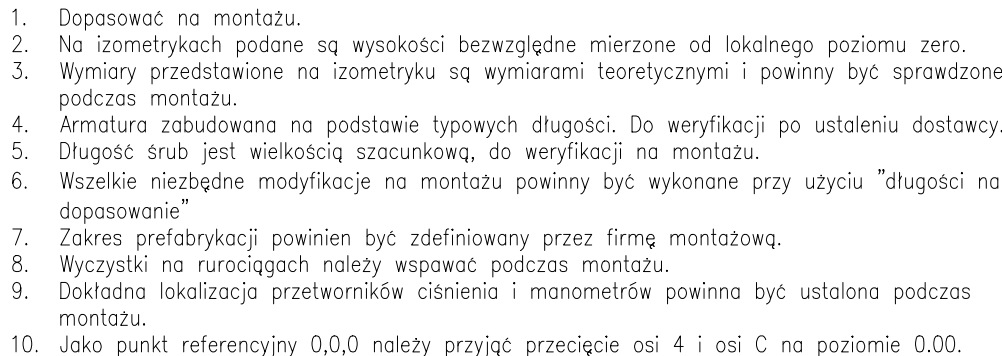 1. Dopasować na montażu.
2. Na izometrykach podane są wysokości bezwzględne mierzone od lokalnego poziomu zero.
3. Wymiary przedstawione na izometryku są wymiarami teoretycznymi i powinny być sprawdzone
podczas montażu.
4. Armatura zabudowana na podstawie typowych długości. Do weryfikacji po ustaleniu dostawcy.
5. Długość śrub jest wielkością szacunkową, do weryfikacji na montażu.
6. Wszelkie niezbędne modyfikacje na montażu powinny być wykonane przy użyciu "długości na
dopasowanie"
7. Zakres prefabrykacji powinien być zdefiniowany przez firmę montażową.
8. Wyczystki na rurociągach należy wspawać podczas montażu.
9. Dokładna lokalizacja przetworników ciśnienia i manometrów powinna być ustalona podczas
montażu.
10. Jako punkt referencyjny 0,0,0 należy przyjąć przecięcie osi 4 i osi C na poziomie 0.00.